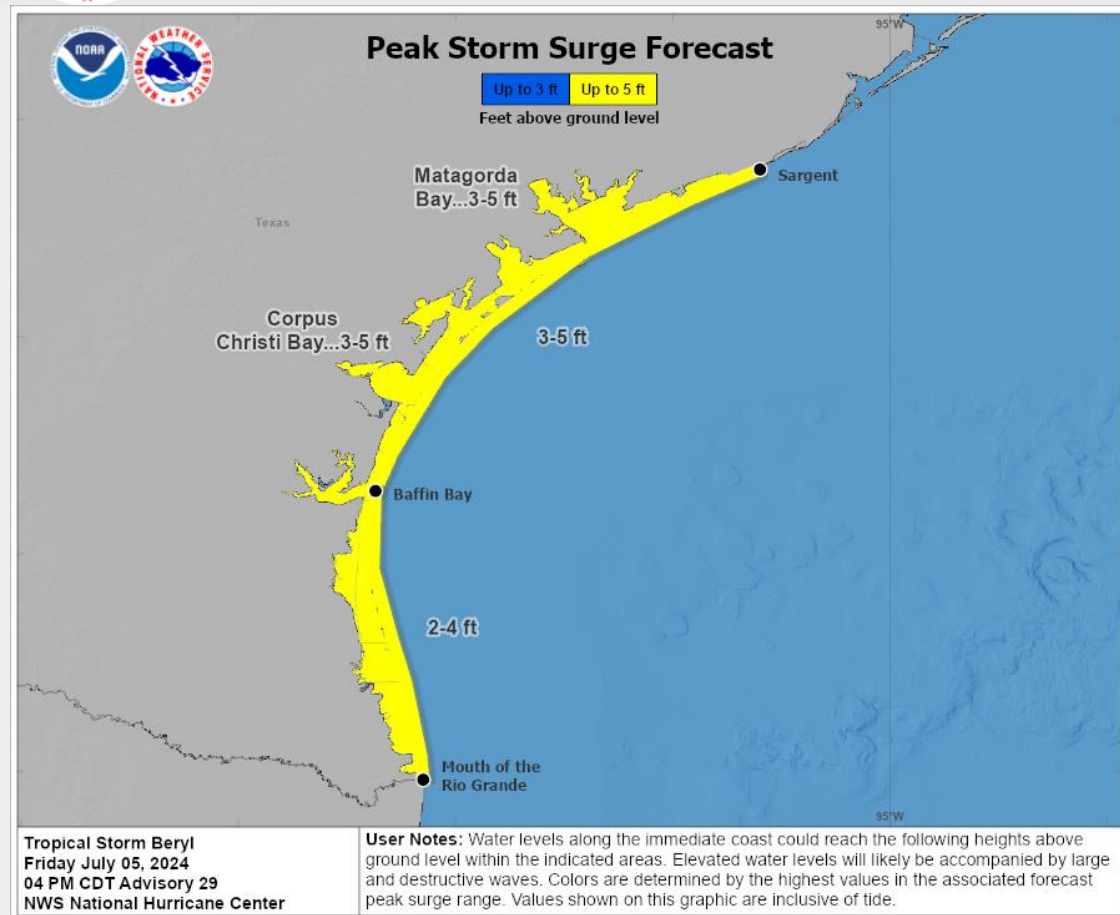 NOAA
NATIONAL WEATHER SERVICE
Peak Storm Surge Forecast
Up to 3 ft Up to 5 ft
Feet above ground level
95°W
Matagorda
Bay...3-5 ft
Sargent
Texas
Corpus
Christi Bay...3-5 ft
3-5 ft
Baffin Bay
2-4 ft
Mouth of the
Rio Grande
95°W
Tropical Storm Beryl
Friday July 05, 2024
04 PM CDT Advisory 29
NWS National Hurricane Center
User Notes: Water levels along the immediate coast could reach the following heights above
ground level within the indicated areas. Elevated water levels will likely be accompanied by large
and destructive waves. Colors are determined by the highest values in the associated forecast
peak surge range. Values shown on this graphic are inclusive of tide.